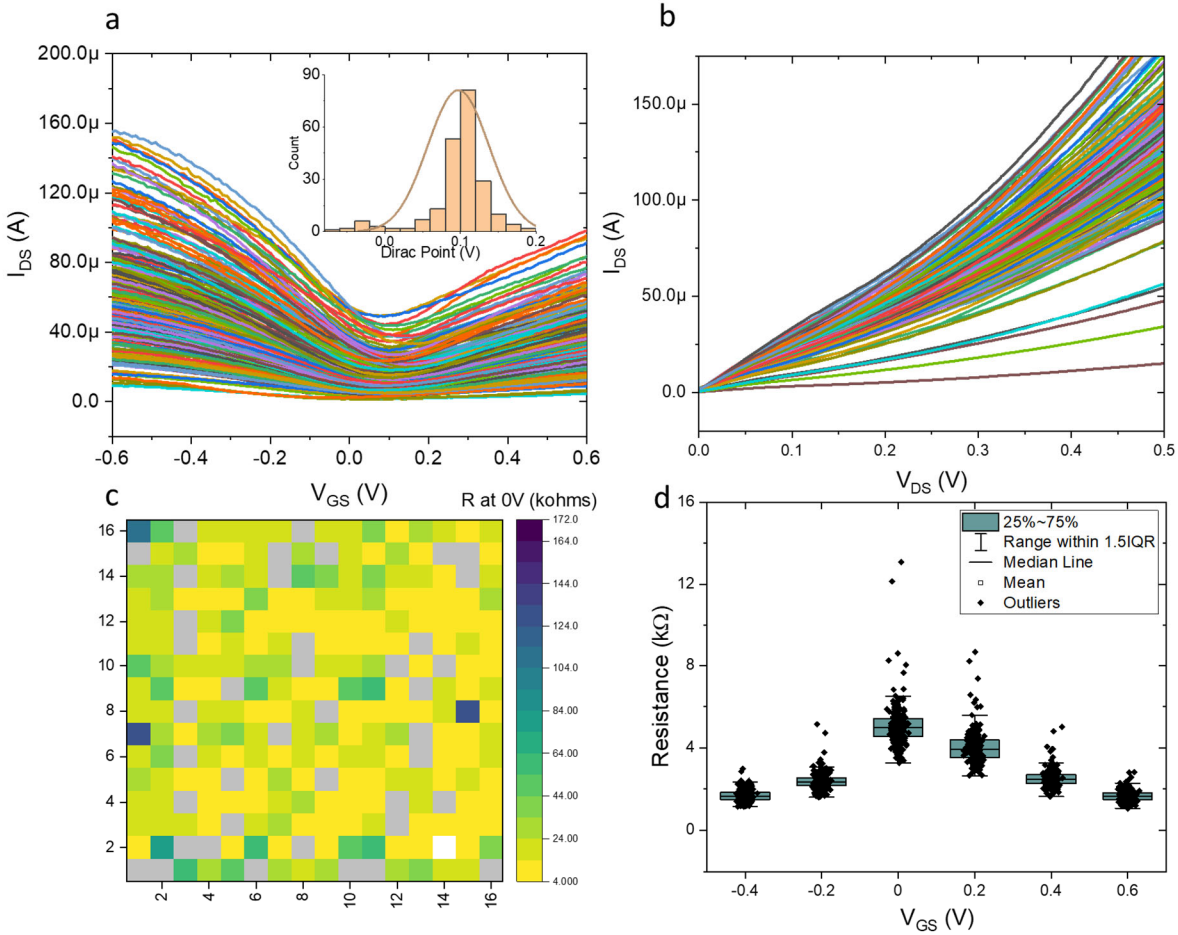 a
200.0µ
160.0µ
120.0µ
80.0µ
40.0µ
0.0
I_DS (A)
-0.6 -0.4 -0.2 0.0 0.2 0.4 0.6
V_GS (V)
90
60
30
0
Count
0.0 0.1 0.2
Dirac Point (V)
b
150.0µ
100.0µ
50.0µ
0.0
I_DS (A)
0.0 0.1 0.2 0.3 0.4 0.5
V_DS (V)
c
R at 0V (kohms)
16
14
12
10
8
6
4
2
2 4 6 8 10 12 14 16
172.0
164.0
144.0
124.0
104.0
84.00
64.00
44.00
24.00
4.000
d
16
12
8
4
0
Resistance (kΩ)
-0.4 -0.2 0 0.2 0.4 0.6
V_GS (V)
25%~75%
Range within 1.5IQR
Median Line
Mean
Outliers